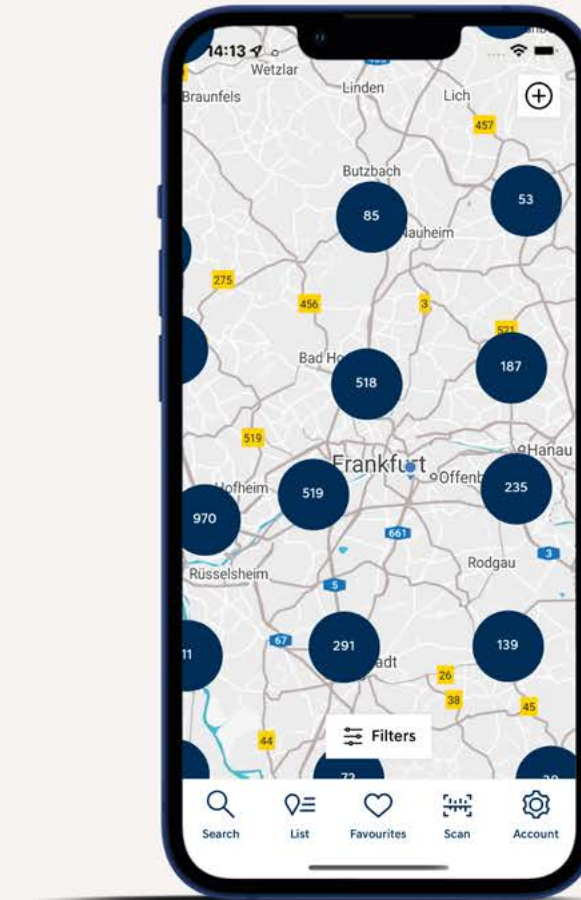 14:13
Wetzlar
Braunfels
Linden
Lich
457
Butzbach
53
85
Nauheim
275
456
3
521
187
Bad Ho
518
519
Frankfurt
Hanau
Offenb
Hofheim
519
235
970
661
3
Rodgau
Rüsselsheim
5
67
291
139
11
adt
26
38
45
44
Filters
72
Search
List
Favourites
Scan
Account